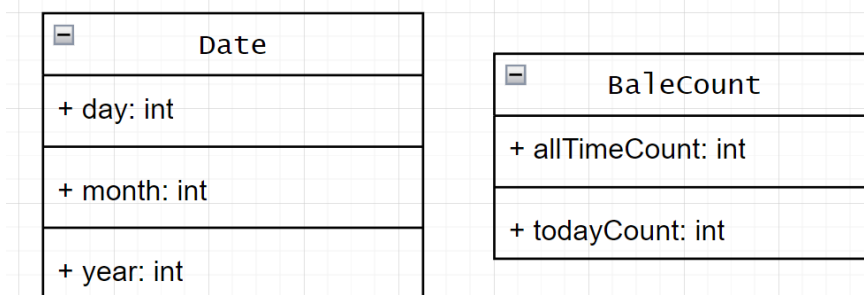 Date
+ day: int
+ month: int
+ year: int
BaleCount
+ allTimeCount: int
+ todayCount: int